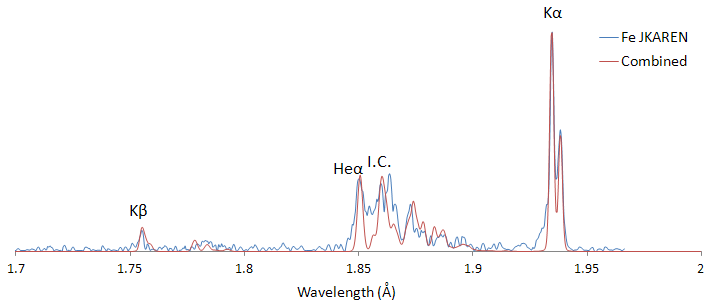 Kα
Fe JKAREN
Combined
Heα
I.C.
Kβ
1.7
1.75
1.8
1.85
1.9
1.95
2
Wavelength (Å)